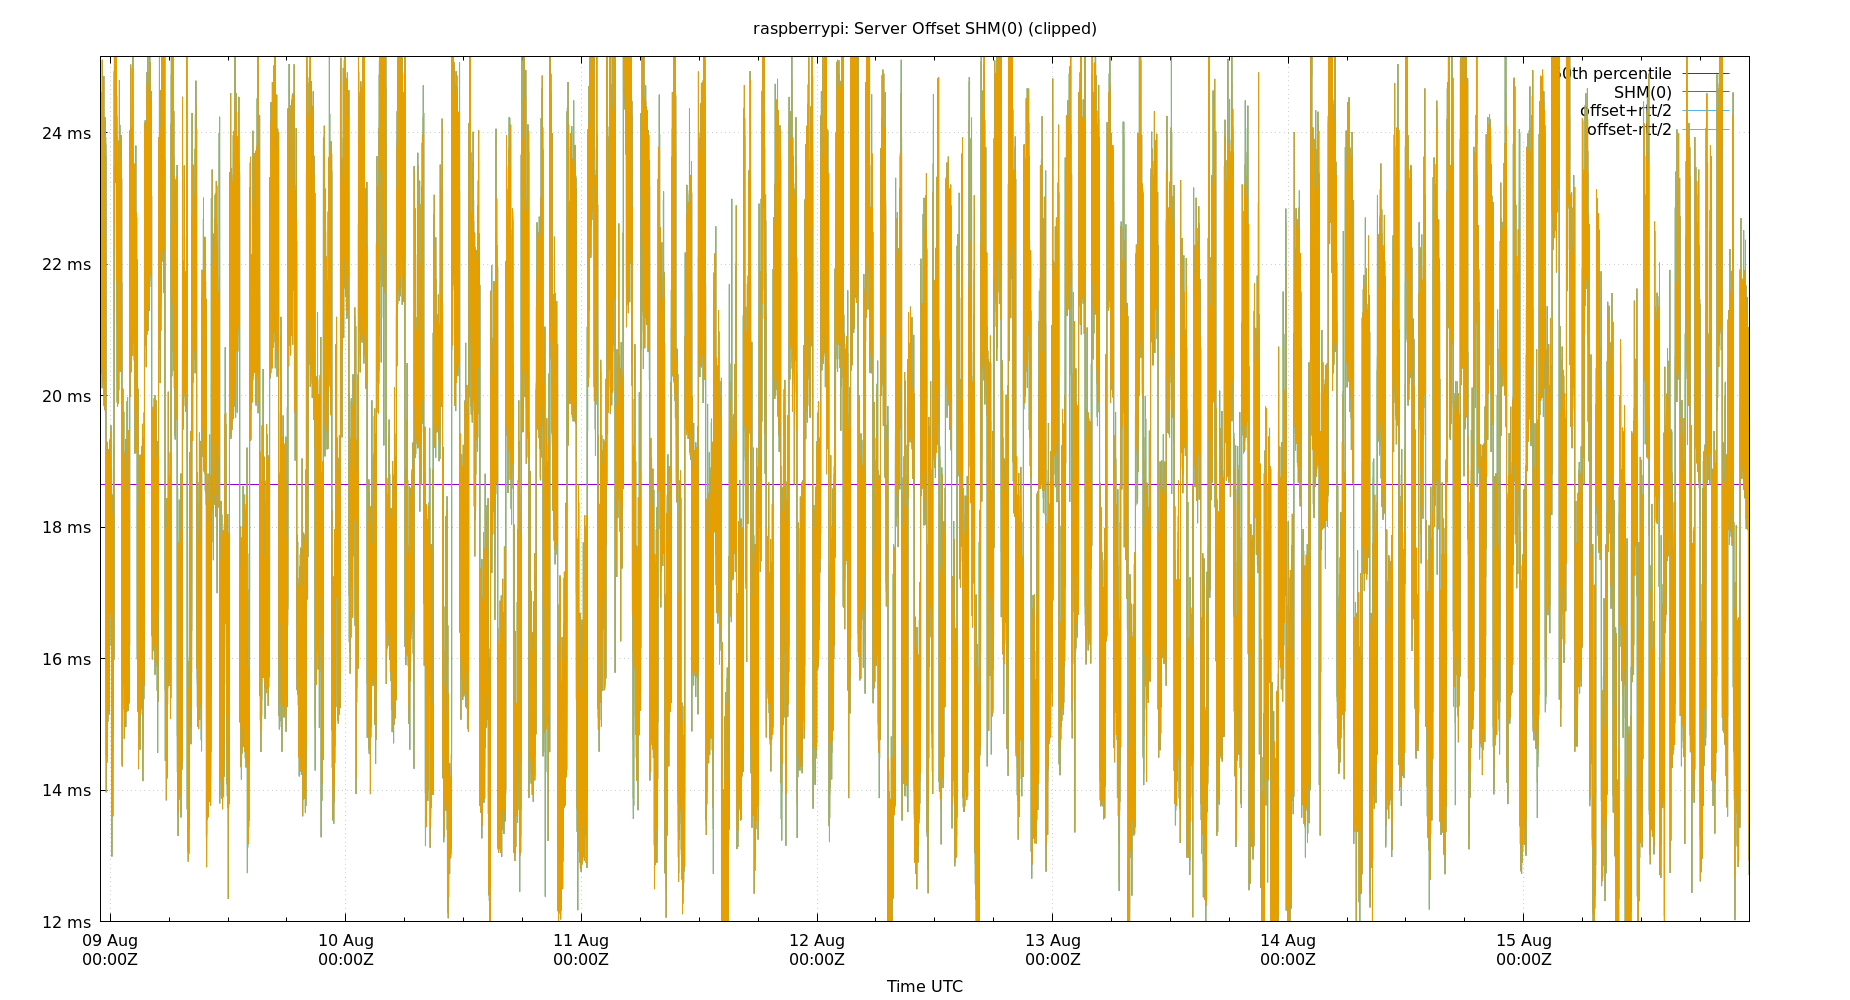 raspberrypi: Server Offset SHM(0) (clipped)
50th percentile
SHM(0)
offset+rtt/2
offset-rtt/2
24 ms
22 ms
20 ms
18 ms
16 ms
14 ms
12 ms
09 Aug 10 Aug 11 Aug 12 Aug 13 Aug 14 Aug 15 Aug
00:00Z 00:00Z 00:00Z 00:00Z 00:00Z 00:00Z 00:00Z
Time UTC